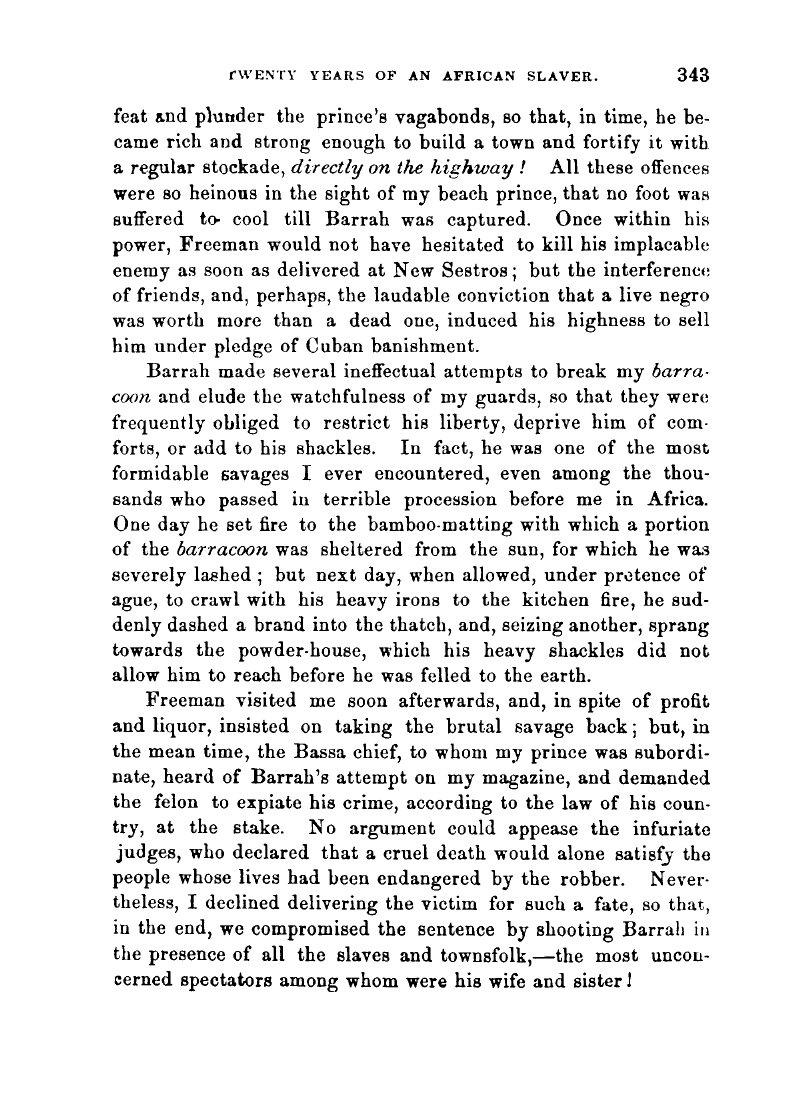 TWENTY YEARS OF AN AFRICAN SLAVER. 343
feat and plunder the prince's vagabonds, so that, in time, he be-
came rich and strong enough to build a town and fortify it with
a regular stockade, directly on the highway ! All these offences
were so heinous in the sight of my beach prince, that no foot was
suffered to cool till Barrah was captured. Once within his
power, Freeman would not have hesitated to kill his implacable
enemy as soon as delivered at New Sestros ; but the interference
of friends, and, perhaps, the laudable conviction that a live negro
was worth more than a dead one, induced his highness to sell
him under pledge of Cuban banishment.
Barrah made several ineffectual attempts to break my barra-
coon and elude the watchfulness of my guards, so that they were
frequently obliged to restrict his liberty, deprive him of com-
forts, or add to his shackles. In fact, he was one of the most
formidable savages I ever encountered, even among the thou-
sands who passed in terrible procession before me in Africa.
One day he set fire to the bamboo-matting with which a portion
of the barracoon was sheltered from the sun, for which he was
severely lashed ; but next day, when allowed, under pretence of
ague, to crawl with his heavy irons to the kitchen fire, he sud-
denly dashed a brand into the thatch, and, seizing another, sprang
towards the powder-house, which his heavy shackles did not
allow him to reach before he was felled to the earth.
Freeman visited me soon afterwards, and, in spite of profit
and liquor, insisted on taking the brutal savage back ; but, in
the mean time, the Bassa chief, to whom my prince was subordi-
nate, heard of Barrah's attempt on my magazine, and demanded
the felon to expiate his crime, according to the law of his coun-
try, at the stake. No argument could appease the infuriate
judges, who declared that a cruel death would alone satisfy the
people whose lives had been endangered by the robber. Never-
theless, I declined delivering the victim for such a fate, so that,
in the end, we compromised the sentence by shooting Barrah in
the presence of all the slaves and townsfolk,—the most uncon-
cerned spectators among whom were his wife and sister !